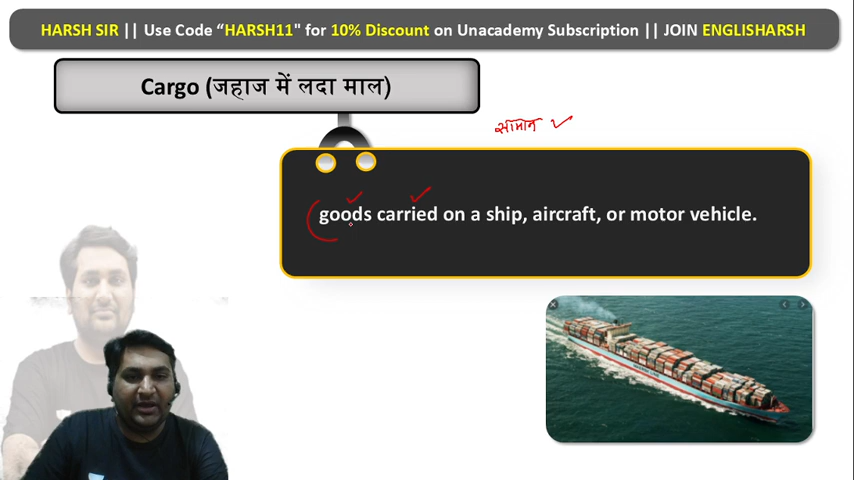 HARSH SIR || Use Code “HARSH11" for 10% Discount on Unacademy Subscription || JOIN ENGLISHARSH
Cargo (जहाज में लदा माल)
सामान
goods carried on a ship, aircraft, or motor vehicle.